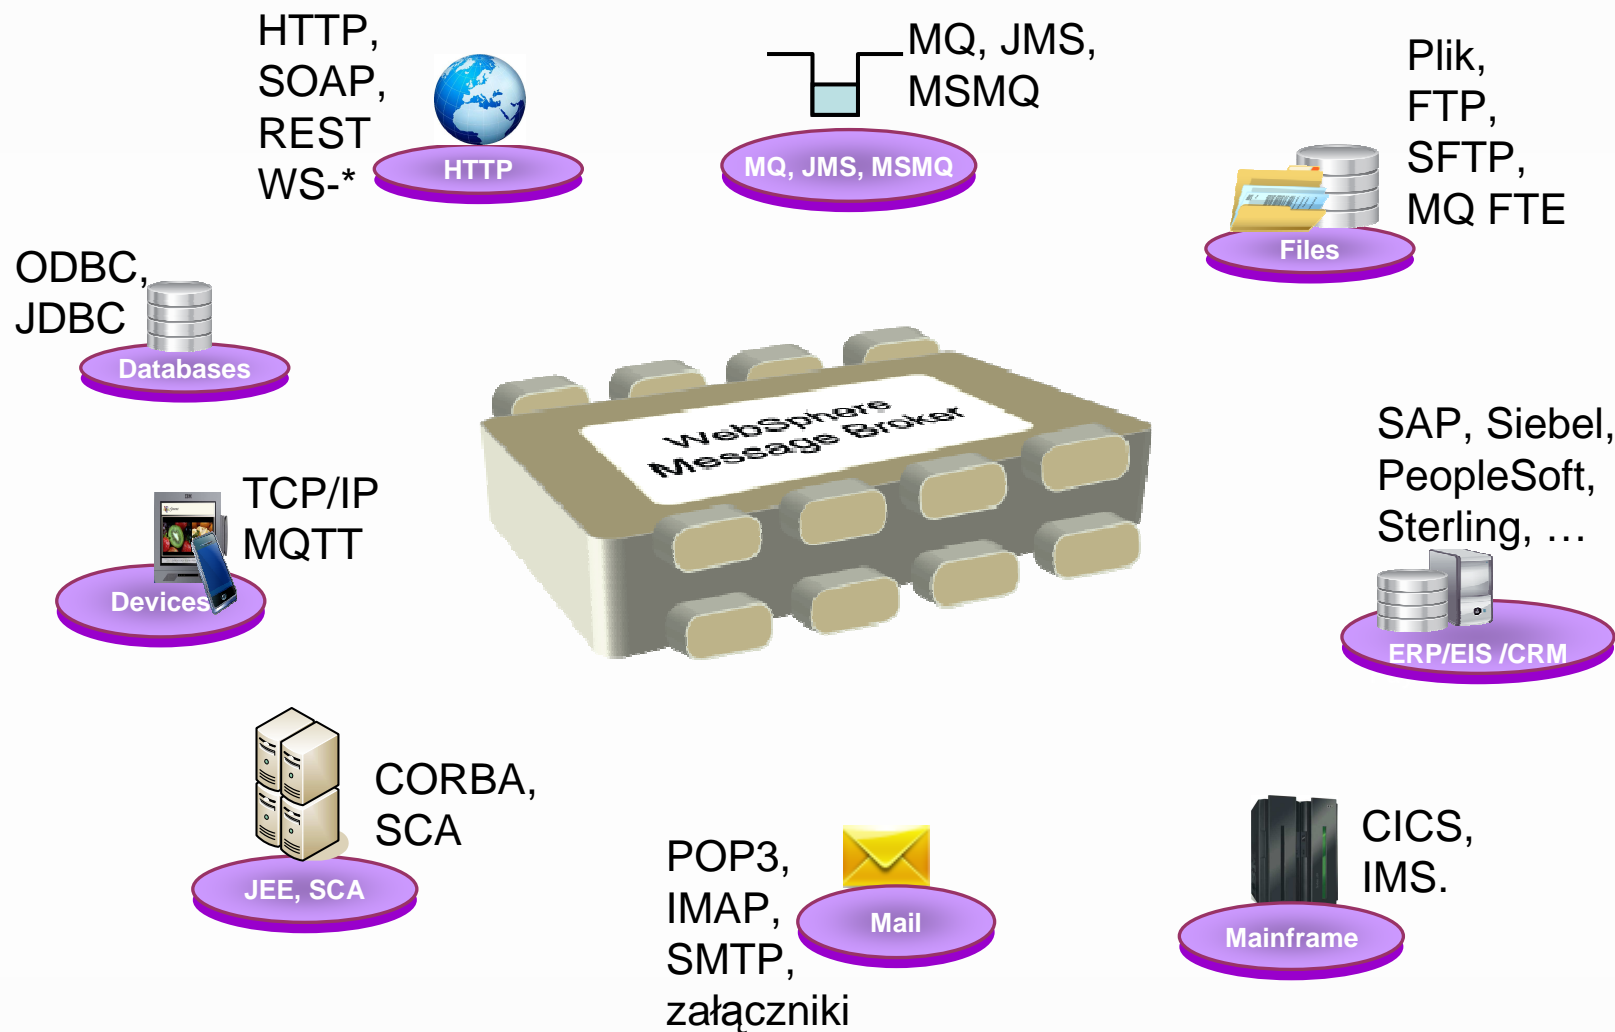 HTTP,
SOAP,
REST
WS-*
HTTP
MQ, JMS,
MSMQ
MQ, JMS, MSMQ
Plik,
FTP,
SFTP,
MQ FTE
Files
ODBC,
JDBC
Databases
WebSphere
Message Broker
SAP, Siebel,
PeopleSoft,
Sterling, …
ERP/EIS /CRM
TCP/IP
MQTT
Devices
CORBA,
SCA
JEE, SCA
POP3,
IMAP,
SMTP,
załączniki
Mail
CICS,
IMS.
Mainframe